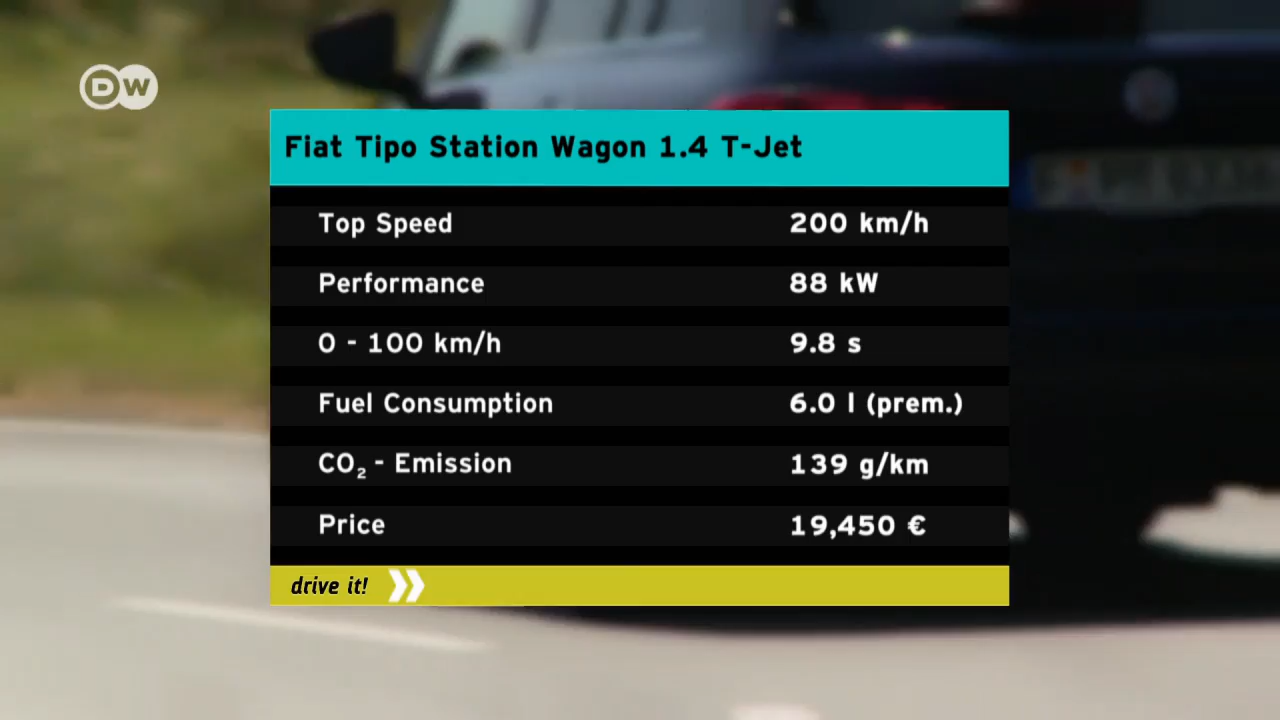 DW
Fiat Tipo Station Wagon 1.4 T-Jet
Top Speed 200 km/h
Performance 88 kW
0 - 100 km/h 9.8 s
Fuel Consumption 6.0 l (prem.)
CO₂ - Emission 139 g/km
Price 19,450 €
drive it!